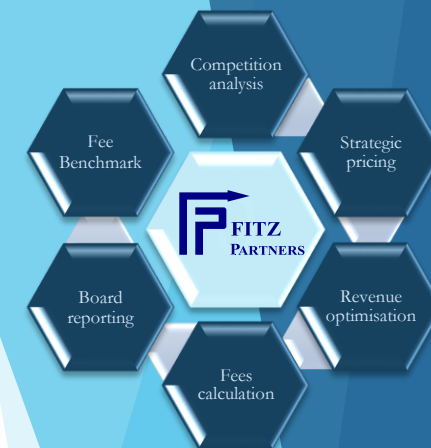 Competition
analysis
Fee
Benchmark
Strategic
pricing
FITZ
PARTNERS
Board
reporting
Revenue
optimisation
Fees
calculation